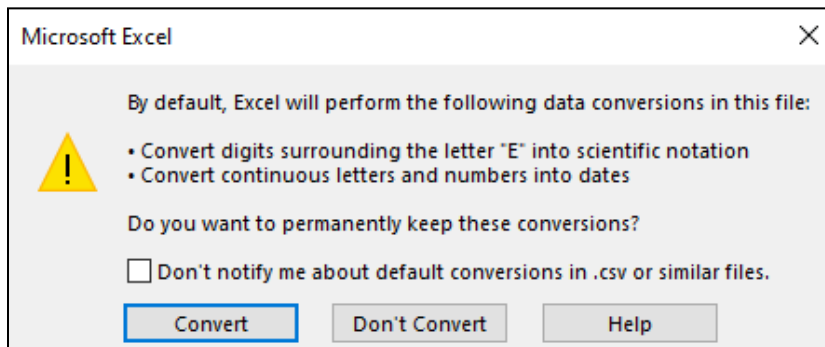 Microsoft Excel
By default, Excel will perform the following data conversions in this file:
• Convert digits surrounding the letter "E" into scientific notation
• Convert continuous letters and numbers into dates
Do you want to permanently keep these conversions?
Don't notify me about default conversions in .csv or similar files.
Convert Don't Convert Help